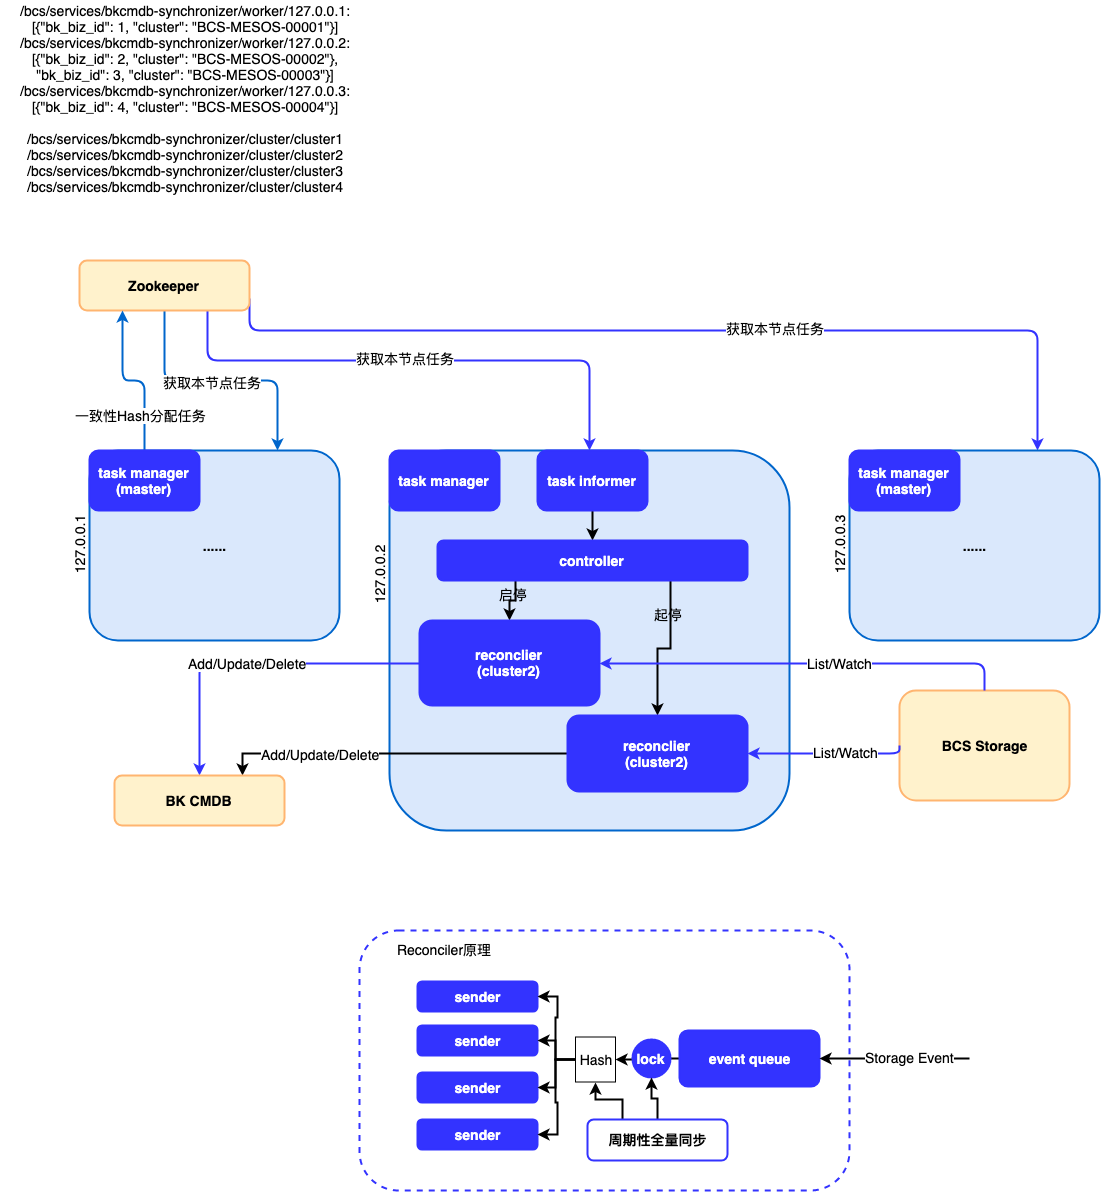 /bcs/services/bkcmdb-synchronizer/worker/127.0.0.1:
[{"bk_biz_id": 1, "cluster": "BCS-MESOS-00001"}]
/bcs/services/bkcmdb-synchronizer/worker/127.0.0.2:
[{"bk_biz_id": 2, "cluster": "BCS-MESOS-00002"},
"bk_biz_id": 3, "cluster": "BCS-MESOS-00003"}]
/bcs/services/bkcmdb-synchronizer/worker/127.0.0.3:
[{"bk_biz_id": 4, "cluster": "BCS-MESOS-00004"}]
/bcs/services/bkcmdb-synchronizer/cluster/cluster1
/bcs/services/bkcmdb-synchronizer/cluster/cluster2
/bcs/services/bkcmdb-synchronizer/cluster/cluster3
/bcs/services/bkcmdb-synchronizer/cluster/cluster4
Zookeeper
获取本节点任务
获取本节点任务
获取本节点任务
一致性Hash分配任务
task manager
(master)
127.0.0.1
......
task manager
task informer
127.0.0.2
controller
启停
起停
reconclier
(cluster2)
reconclier
(cluster2)
task manager
(master)
127.0.0.3
......
Add/Update/Delete
List/Watch
Add/Update/Delete
List/Watch
BCS Storage
BK CMDB
Reconciler原理
sender
sender
sender
sender
Hash
lock
event queue
Storage Event
周期性全量同步